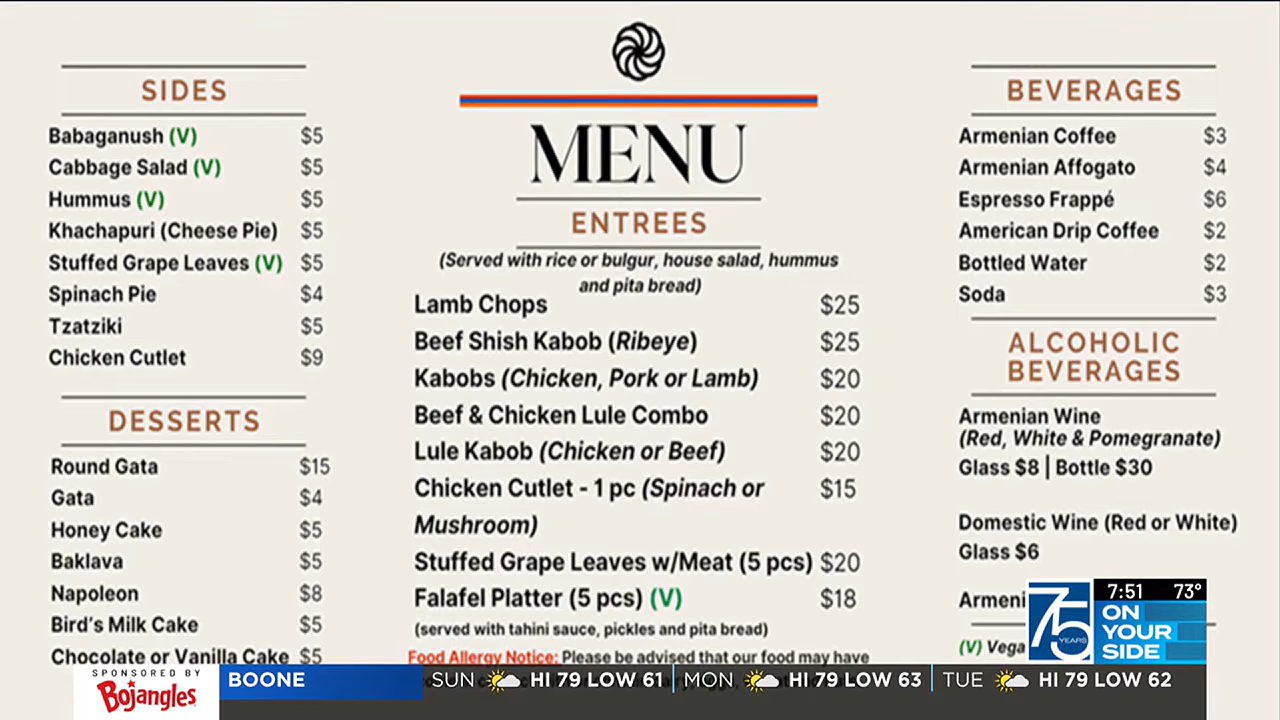 SIDES
Babaganush (V) $5
Cabbage Salad (V) $5
Hummus (V) $5
Khachapuri (Cheese Pie) $5
Stuffed Grape Leaves (V) $5
Spinach Pie $4
Tzatziki $5
Chicken Cutlet $9
DESSERTS
Round Gata $15
Gata $4
Honey Cake $5
Baklava $5
Napoleon $8
Bird's Milk Cake $5
Chocolate or Vanilla Cake $5
MENU
ENTREES
(Served with rice or bulgur, house salad, hummus
and pita bread)
Lamb Chops $25
Beef Shish Kabob (Ribeye) $25
Kabobs (Chicken, Pork or Lamb) $20
Beef & Chicken Lule Combo $20
Lule Kabob (Chicken or Beef) $20
Chicken Cutlet - 1 pc (Spinach or $15
Mushroom)
Stuffed Grape Leaves w/Meat (5 pcs) $20
Falafel Platter (5 pcs) (V) $18
(served with tahini sauce, pickles and pita bread)
Food Allergy Notice: Please be advised that our food may have
BEVERAGES
Armenian Coffee $3
Armenian Affogato $4
Espresso Frappé $6
American Drip Coffee $2
Bottled Water $2
Soda $3
ALCOHOLIC
BEVERAGES
Armenian Wine
(Red, White & Pomegranate)
Glass $8 | Bottle $30
Domestic Wine (Red or White)
Glass $6
Armeni
(V) Vega
75
YEARS
7:51 73°
ON
YOUR
SIDE
SPONSORED BY
Bojangles
BOONE
SUN HI 79 LOW 61 MON HI 79 LOW 63 TUE HI 79 LOW 62